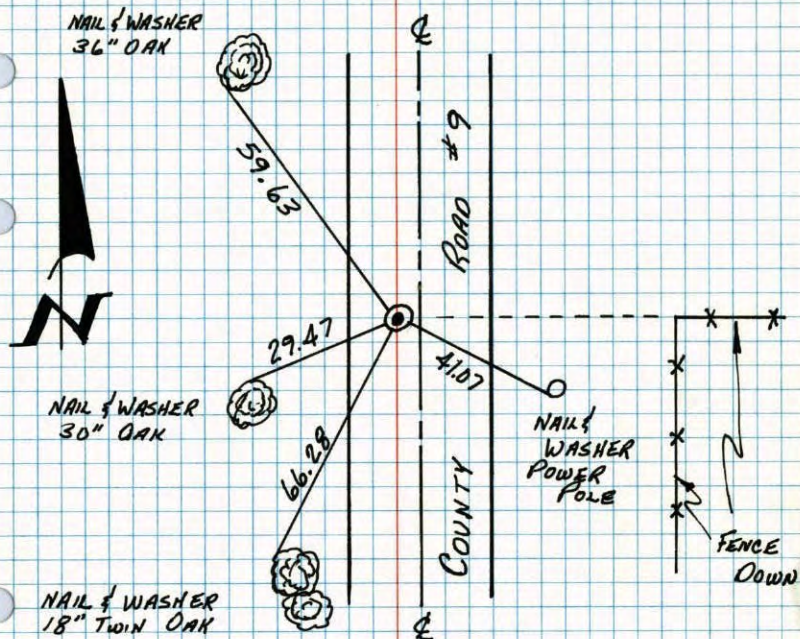 NAIL & WASHER
36" OAK
℄
59.63
ROAD #9
N
29.47
41.07
NAIL & WASHER
30" OAK
NAIL &
WASHER
POWER
POLE
66.28
COUNTY
FENCE
DOWN
NAIL & WASHER
18" TWIN OAK
℄